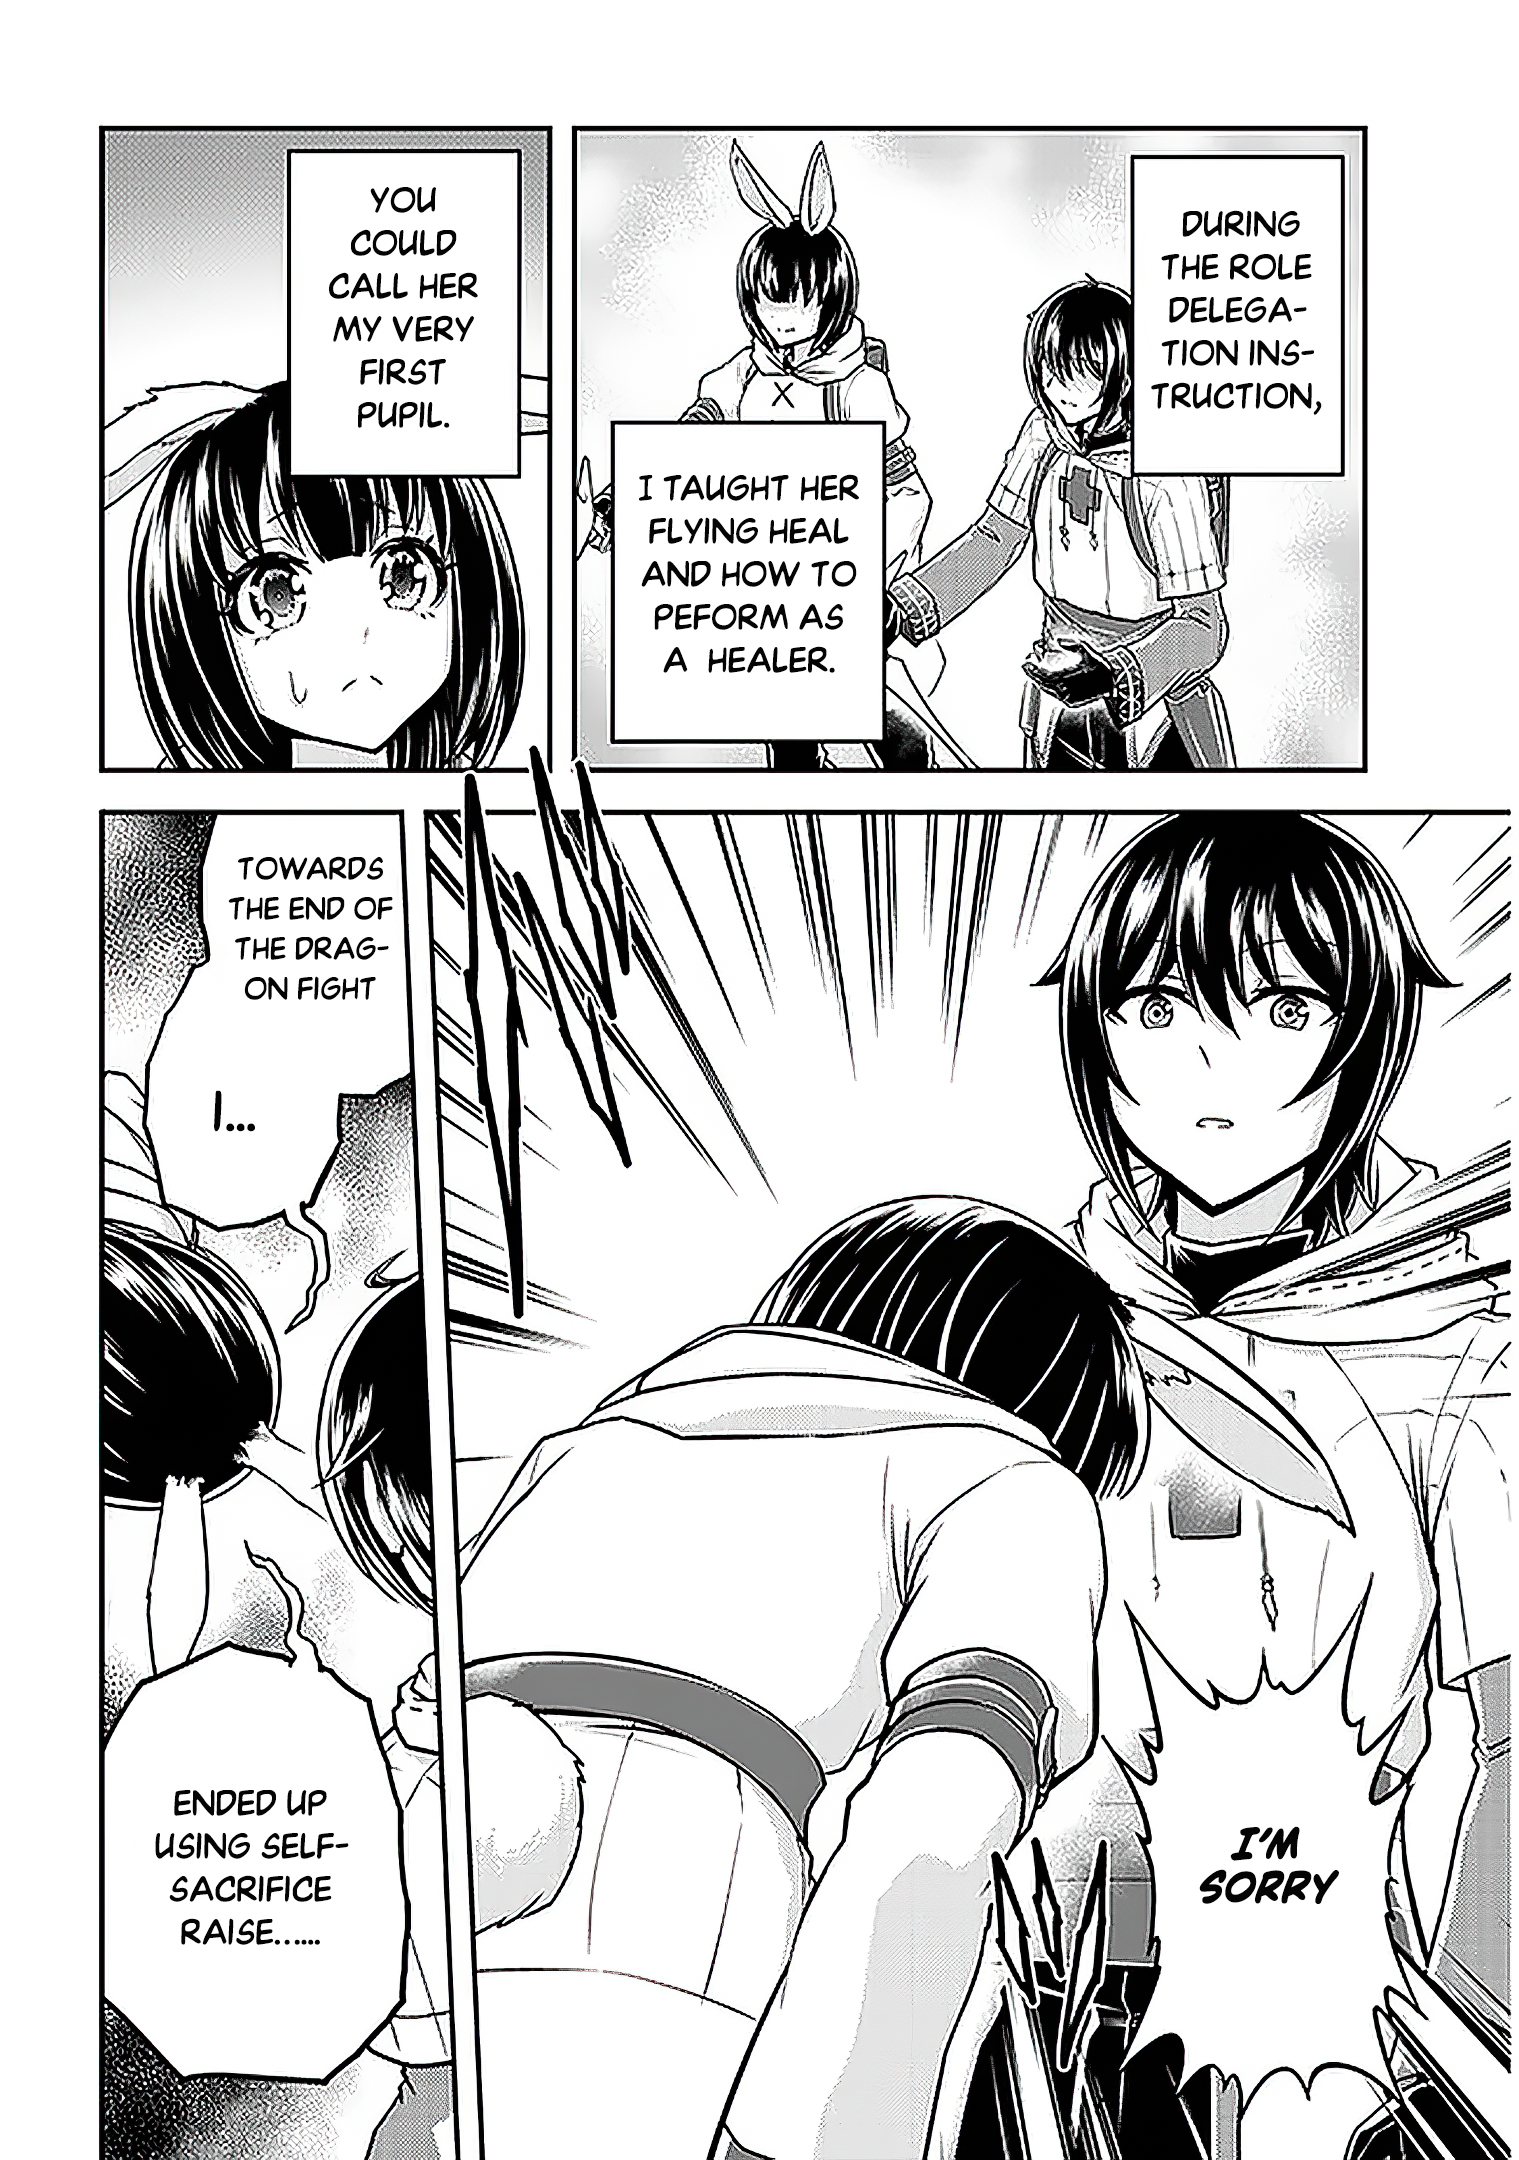 DURING
THE ROLE
DELEGA-
TION INS-
TRUCTION,
I TAUGHT HER
FLYING HEAL
AND HOW TO
PEFORM AS
A HEALER.
YOU
COULD
CALL HER
MY VERY
FIRST
PUPIL.
I'M
SORRY
TOWARDS
THE END OF
THE DRAG-
ON FIGHT
I...
ENDED UP
USING SELF-
SACRIFICE
RAISE......